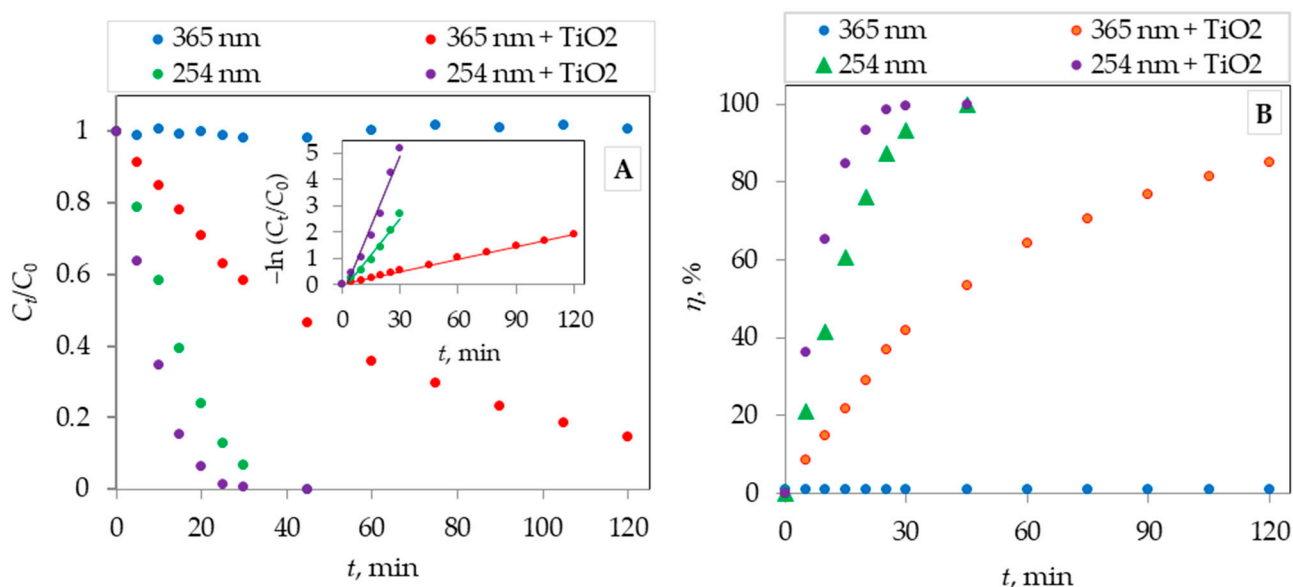 365 nm 365 nm + TiO2
254 nm 254 nm + TiO2
A
1
0.8
0.6
0.4
0.2
0
Ct/C0
0 20 40 60 80 100 120
t, min
5
4
3
2
1
0
−ln (Ct/C0)
0 30 60 90 120
t, min
365 nm 365 nm + TiO2
254 nm 254 nm + TiO2
B
100
80
60
40
20
0
η, %
0 30 60 90 120
t, min